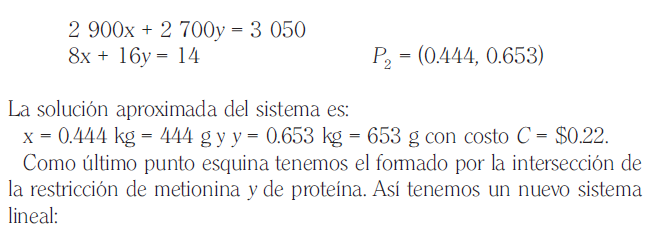 2 900x + 2 700y = 3 050
8x + 16y = 14 P₂ = (0.444, 0.653)
La solución aproximada del sistema es:
x = 0.444 kg = 444 g y y = 0.653 kg = 653 g con costo C = $0.22.
Como último punto esquina tenemos el formado por la intersección de
la restricción de metionina y de proteína. Así tenemos un nuevo sistema
lineal: